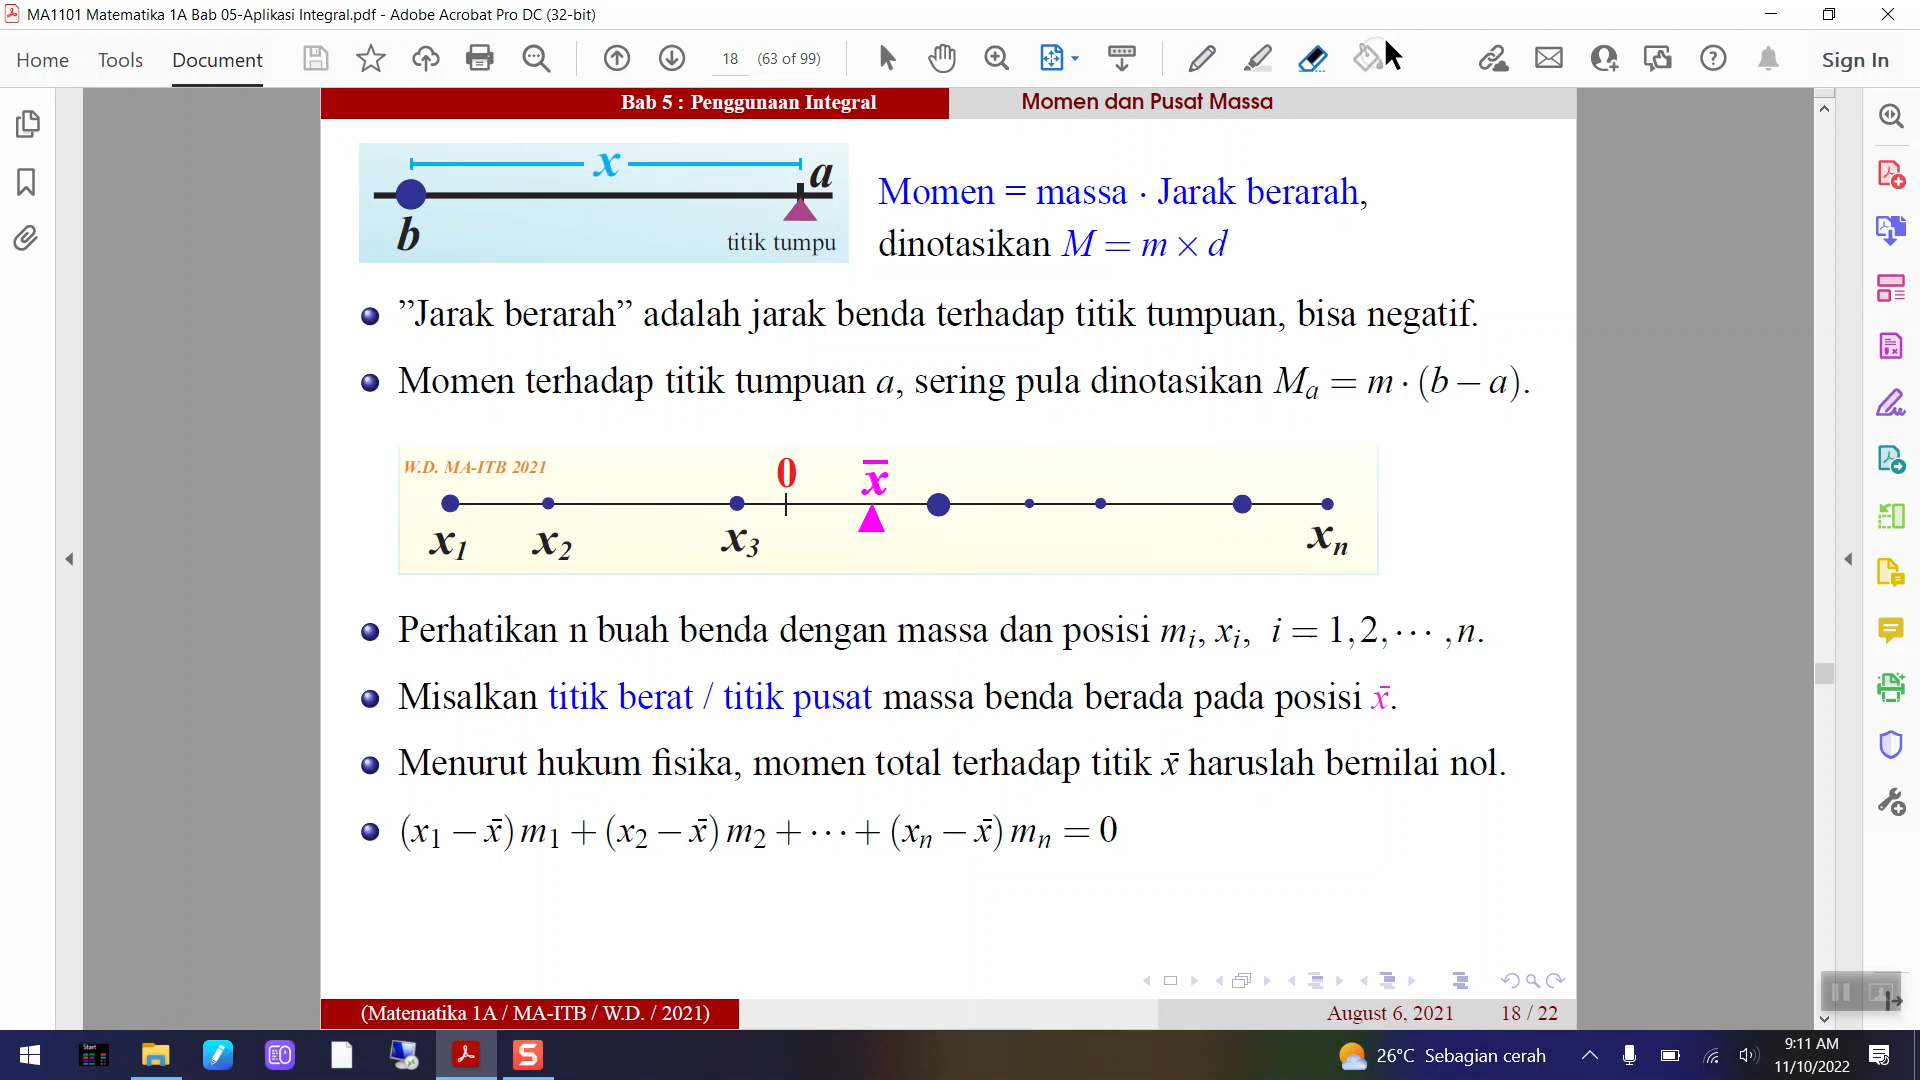 MA1101 Matematika 1A Bab 05-Aplikasi Integral.pdf - Adobe Acrobat Pro DC (32-bit)
Home Tools Document 18 (63 of 99) Sign In
Bab 5 : Penggunaan Integral Momen dan Pusat Massa
x
a
b
titik tumpu
Momen = massa · Jarak berarah,
dinotasikan M = m × d
”Jarak berarah” adalah jarak benda terhadap titik tumpuan, bisa negatif.
Momen terhadap titik tumpuan a, sering pula dinotasikan Mₐ = m · (b − a).
W.D. MA-ITB 2021
0 x̄
x₁ x₂ x₃ xₙ
Perhatikan n buah benda dengan massa dan posisi mᵢ, xᵢ, i = 1,2,⋯,n.
Misalkan titik berat / titik pusat massa benda berada pada posisi x̄.
Menurut hukum fisika, momen total terhadap titik x̄ haruslah bernilai nol.
(x₁ − x̄) m₁ + (x₂ − x̄) m₂ + ⋯ + (xₙ − x̄) mₙ = 0
(Matematika 1A / MA-ITB / W.D. / 2021) August 6, 2021 18 / 22
Start
26°C Sebagian cerah
9:11 AM
11/10/2022